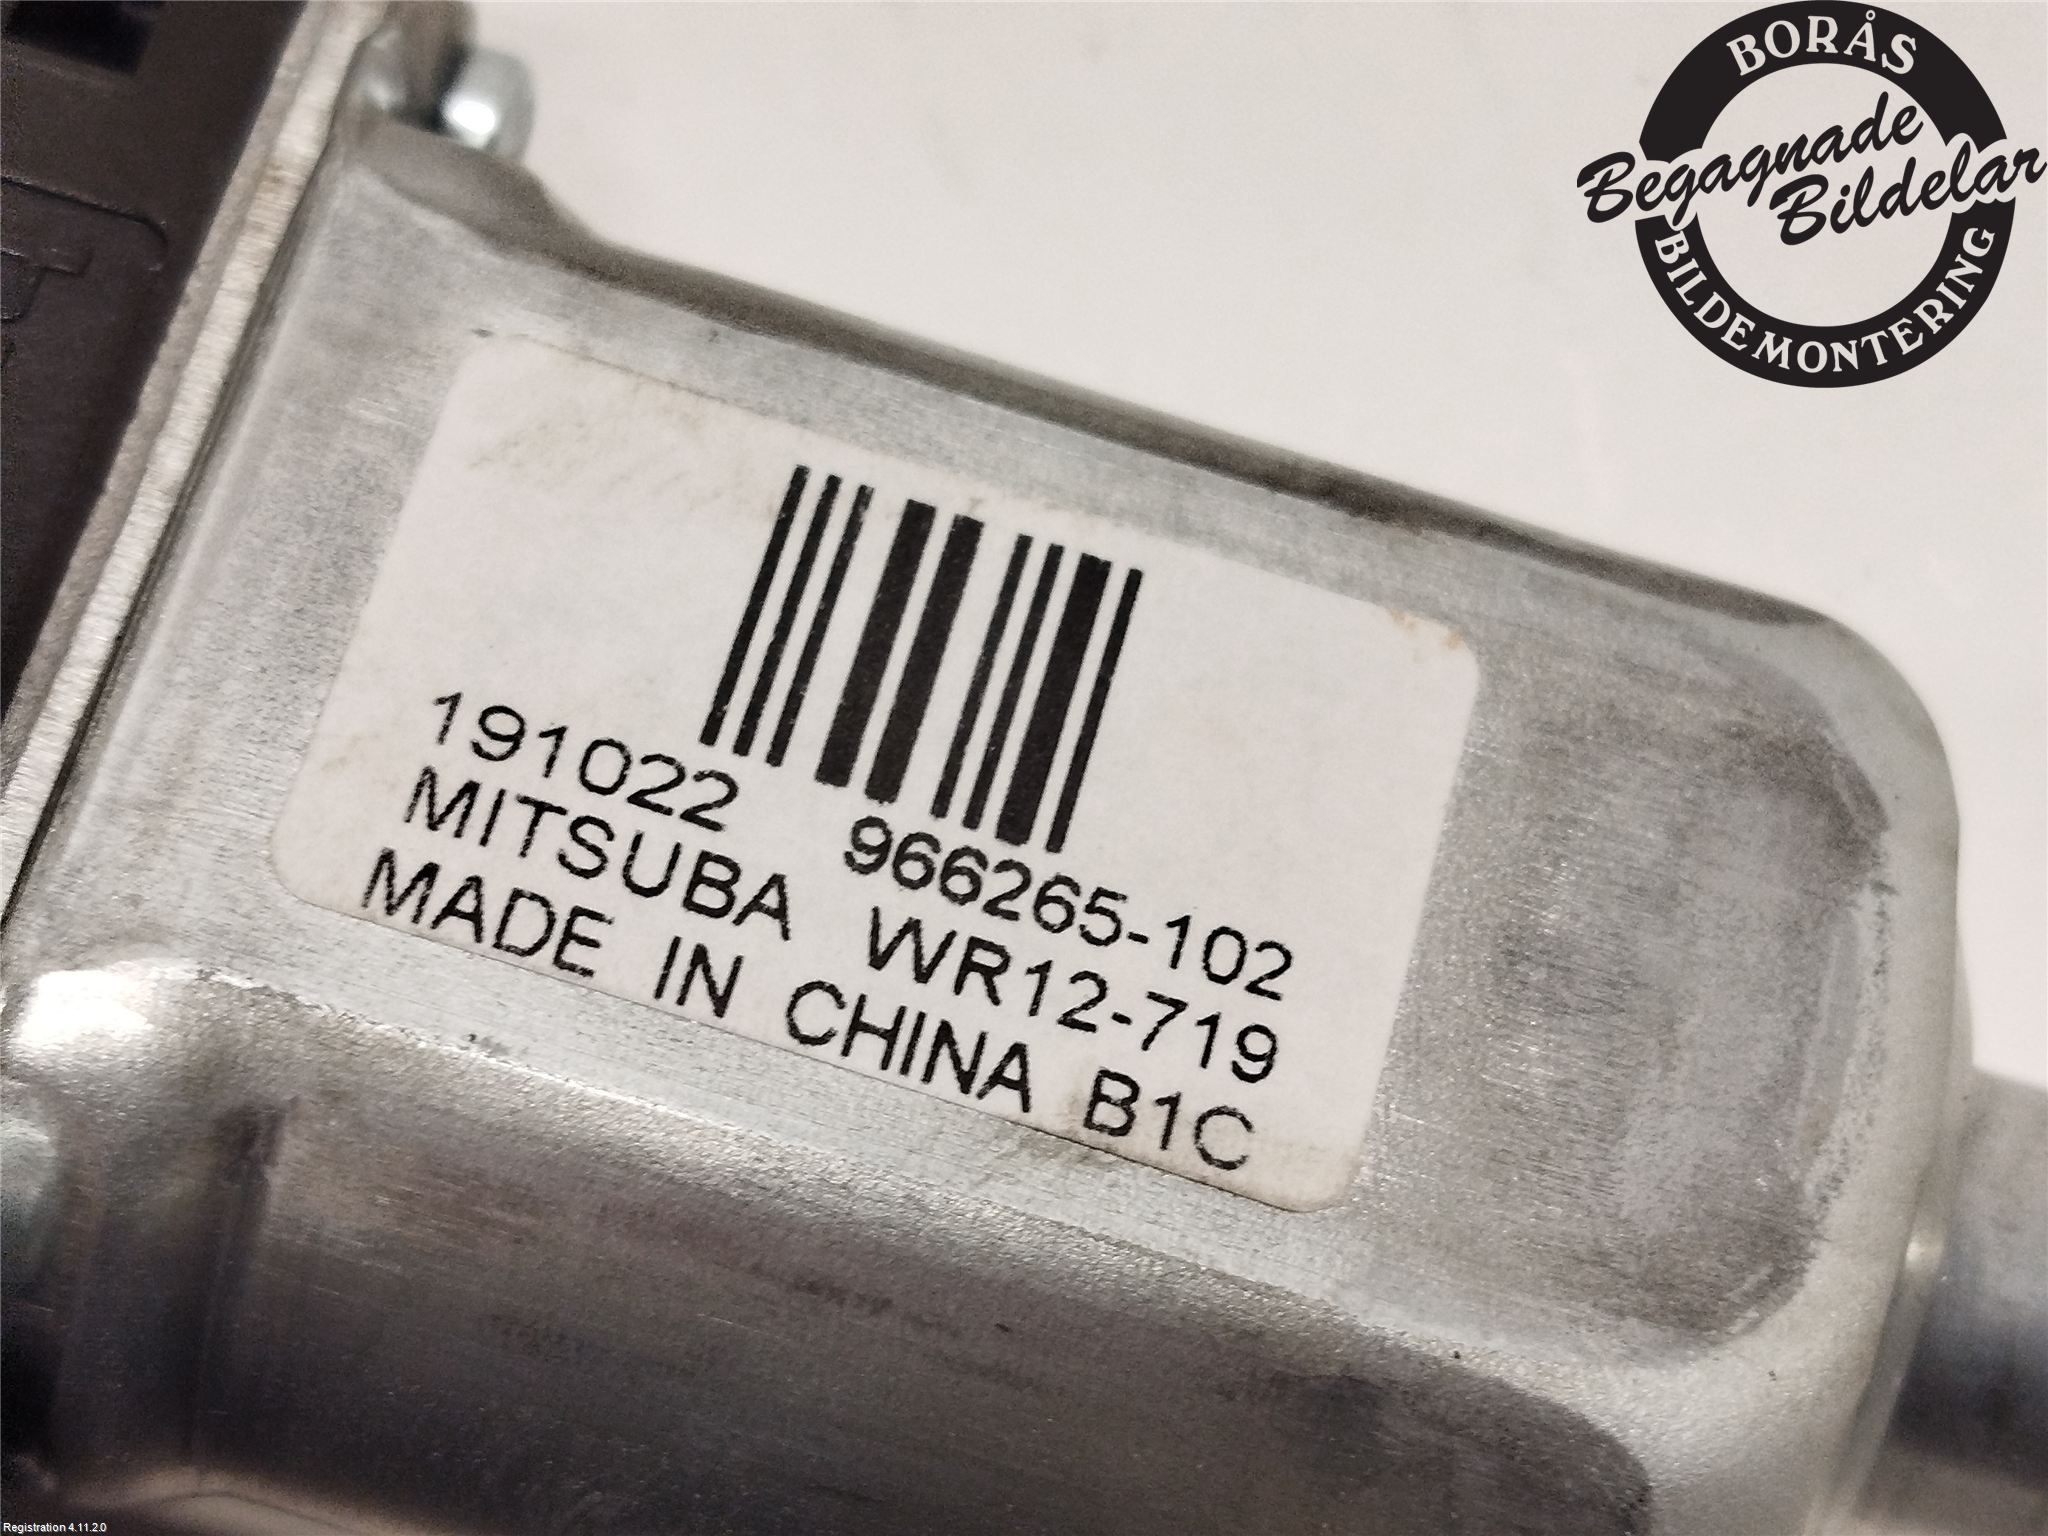 BORÅS
Begagnade
Bildelar
BILDEMONTERING
191022 966265-102
MITSUBA WR12-719
MADE IN CHINA B1C
Registration 4.11.2.0